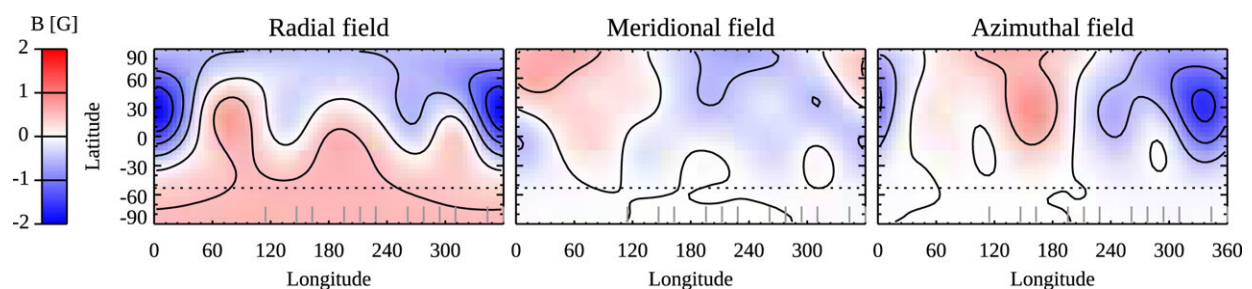 B [G]
2
1
0
-1
-2
Radial field
Meridional field
Azimuthal field
Latitude
90
60
30
0
-30
-60
-90
0 60 120 180 240 300
0 60 120 180 240 300
0 60 120 180 240 300 360
Longitude
Longitude
Longitude